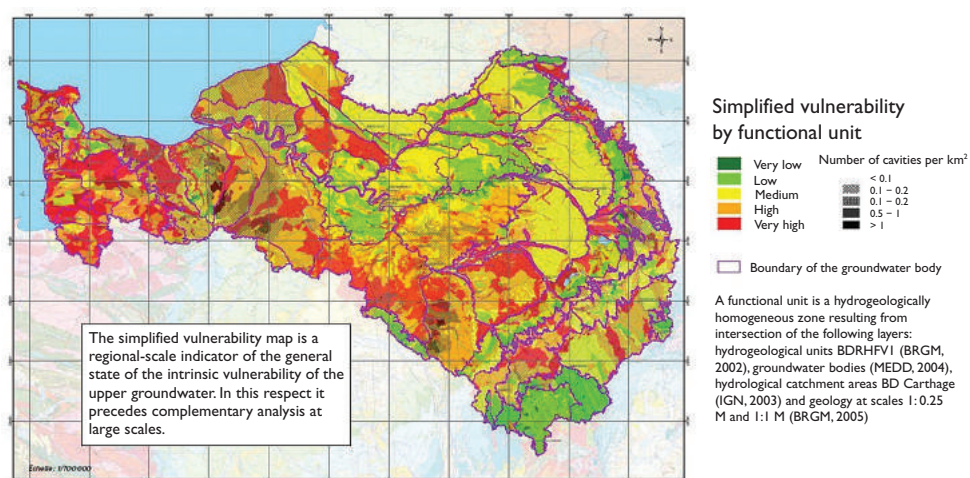 Simplified vulnerability
by functional unit
Very low
Low
Medium
High
Very high
Number of cavities per km²
< 0.1
0.1 – 0.2
0.1 – 0.2
0.5 – 1
> 1
Boundary of the groundwater body
A functional unit is a hydrogeologically
homogeneous zone resulting from
intersection of the following layers:
hydrogeological units BDRHFV1 (BRGM,
2002), groundwater bodies (MEDD, 2004),
hydrological catchment areas BD Carthage
(IGN, 2003) and geology at scales 1: 0.25
M and 1:1 M (BRGM, 2005)
The simplified vulnerability map is a
regional-scale indicator of the general
state of the intrinsic vulnerability of the
upper groundwater. In this respect it
precedes complementary analysis at
large scales.
Echelle : 1/700000